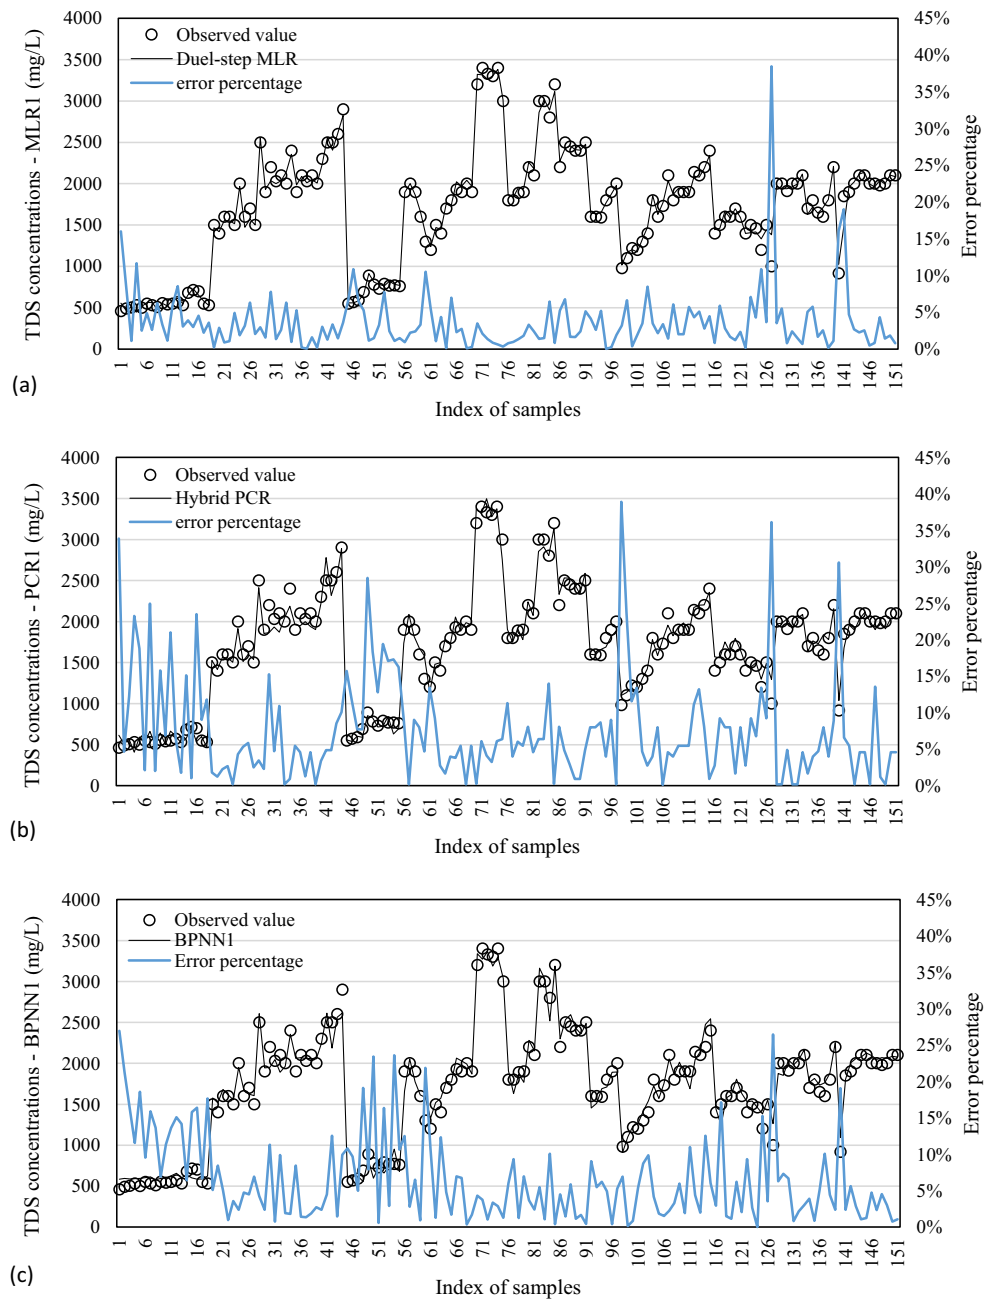 4000 45%
Observed value
Duel-step MLR
error percentage
3500 40%
3000 35%
2500 30%
2000 25%
1500 20%
1000 15%
500 10%
0 5%
0%
TDS concentrations - MLR1 (mg/L)
Error percentage
1 6 11 16 21 26 31 36 41 46 51 56 61 66 71 76 81 86 91 96 101 106 111 116 121 126 131 136 141 146 151
(a)
Index of samples
4000 45%
Observed value
Hybrid PCR
error percentage
3500 40%
3000 35%
2500 30%
2000 25%
1500 20%
1000 15%
500 10%
0 5%
0%
TDS concentrations - PCR1 (mg/L)
Error percentage
1 6 11 16 21 26 31 36 41 46 51 56 61 66 71 76 81 86 91 96 101 106 111 116 121 126 131 136 141 146 151
(b)
Index of samples
4000 45%
Observed value
BPNN1
Error percentage
3500 40%
3000 35%
2500 30%
2000 25%
1500 20%
1000 15%
500 10%
0 5%
0%
TDS concentrations - BPNN1 (mg/L)
Error percentage
1 6 11 16 21 26 31 36 41 46 51 56 61 66 71 76 81 86 91 96 101 106 111 116 121 126 131 136 141 146 151
(c)
Index of samples